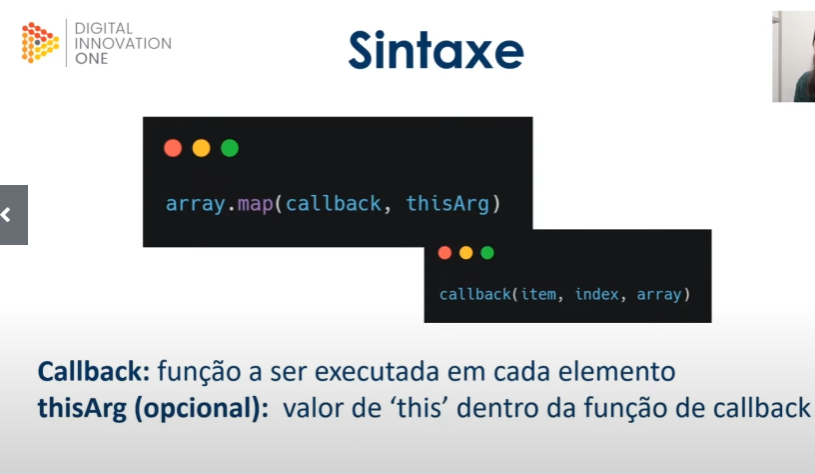 DIGITAL
INNOVATION
ONE
Sintaxe
array.map(callback, thisArg)
callback(item, index, array)
Callback: função a ser executada em cada elemento
thisArg (opcional):  valor de ‘this’ dentro da função de callback